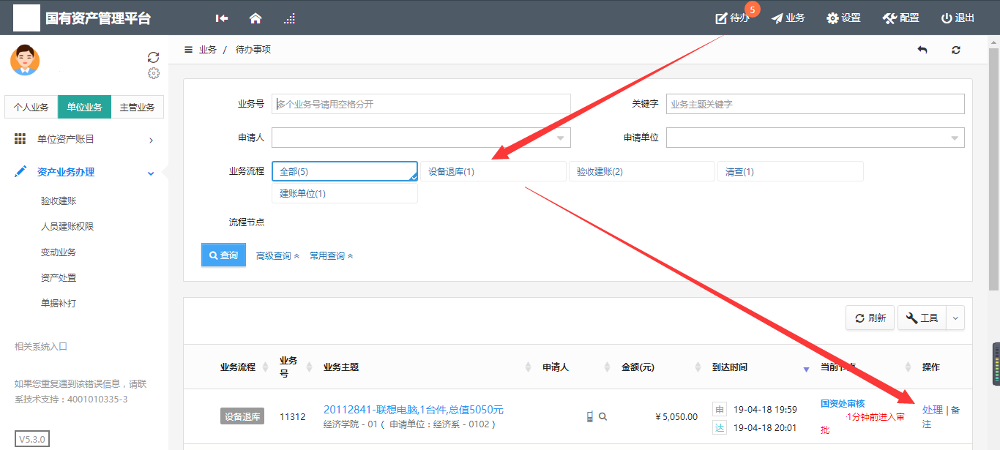 国有资产管理平台
待办 5 业务 设置 配置 退出
业务 / 待办事项
个人业务 单位业务 主管业务
单位资产账目
资产业务办理
验收建账
人员建账权限
变动业务
资产处置
单据补打
相关系统入口
如果您重复遇到该错误信息，请联
系技术支持：4001010335-3
V5.3.0
业务号 多个业务号请用空格分开 关键字 业务主题关键字
申请人 申请单位
业务流程 全部(5) 设备退库(1) 验收建账(2) 清查(1)
建账单位(1)
流程节点
查询 高级查询 常用查询
刷新 工具
业务流程 业务号 业务主题 申请人 金额(元) 到达时间 当前节点 操作
设备退库 11312 20112841-联想电脑,1台件,总值5050元
经济学院 - 01 ( 申请单位：经济系 - 0102 )
¥5,050.00
申 19-04-18 19:59
达 19-04-18 20:01
国资处审核
1分钟前进入审
批
处理 | 备
注